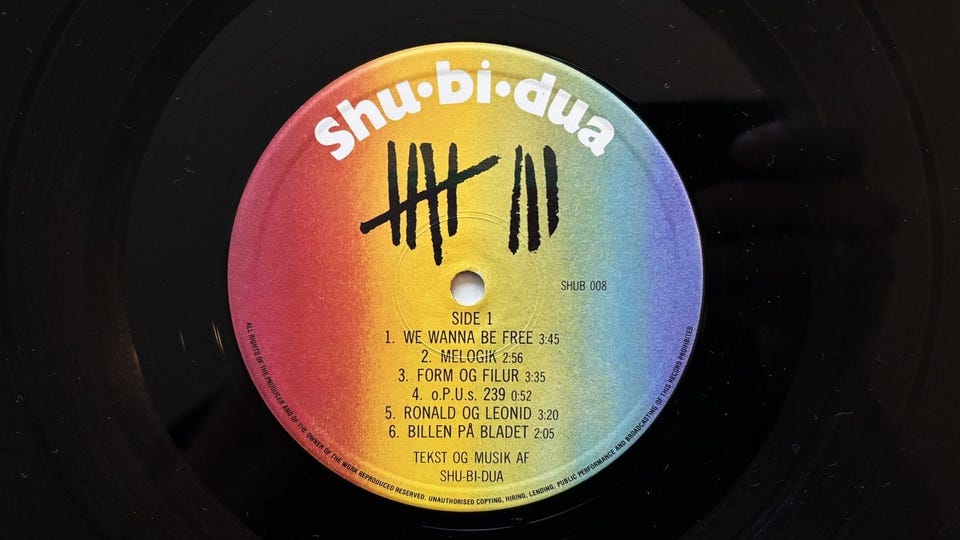 shu·bi·dua
SHUB 008
SIDE 1
1. WE WANNA BE FREE 3:45
2. MELOGIK 2:56
3. FORM OG FILUR 3:35
4. o.P.U.s. 239 0:52
5. RONALD OG LEONID 3:20
6. BILLEN PÅ BLADET 2:05
TEKST OG MUSIK AF
SHU-BI-DUA
ALL RIGHTS OF THE PRODUCER AND OF THE OWNER OF THE WORK REPRODUCED RESERVED. UNAUTHORISED COPYING, HIRING, LENDING, PUBLIC PERFORMANCE AND BROADCASTING OF THIS RECORD PROHIBITED